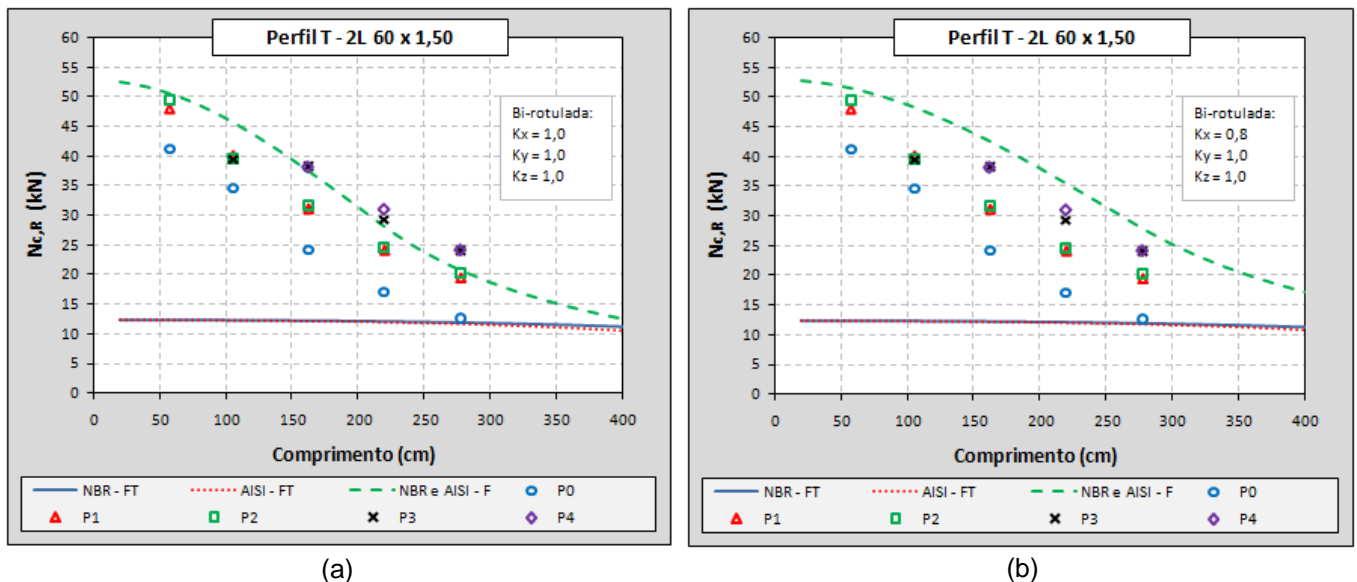 Perfil T - 2L 60 x 1,50
60
55
50
45
40
35
30
25
20
15
10
5
0
Nc,R (kN)
Bi-rotulada:
Kx = 1,0
Ky = 1,0
Kz = 1,0
0 50 100 150 200 250 300 350 400
Comprimento (cm)
NBR - FT AISI - FT NBR e AISI - F P0
P1 P2 P3 P4
(a)
Perfil T - 2L 60 x 1,50
60
55
50
45
40
35
30
25
20
15
10
5
0
Nc,R (kN)
Bi-rotulada:
Kx = 0,8
Ky = 1,0
Kz = 1,0
0 50 100 150 200 250 300 350 400
Comprimento (cm)
NBR - FT AISI - FT NBR e AISI - F P0
P1 P2 P3 P4
(b)